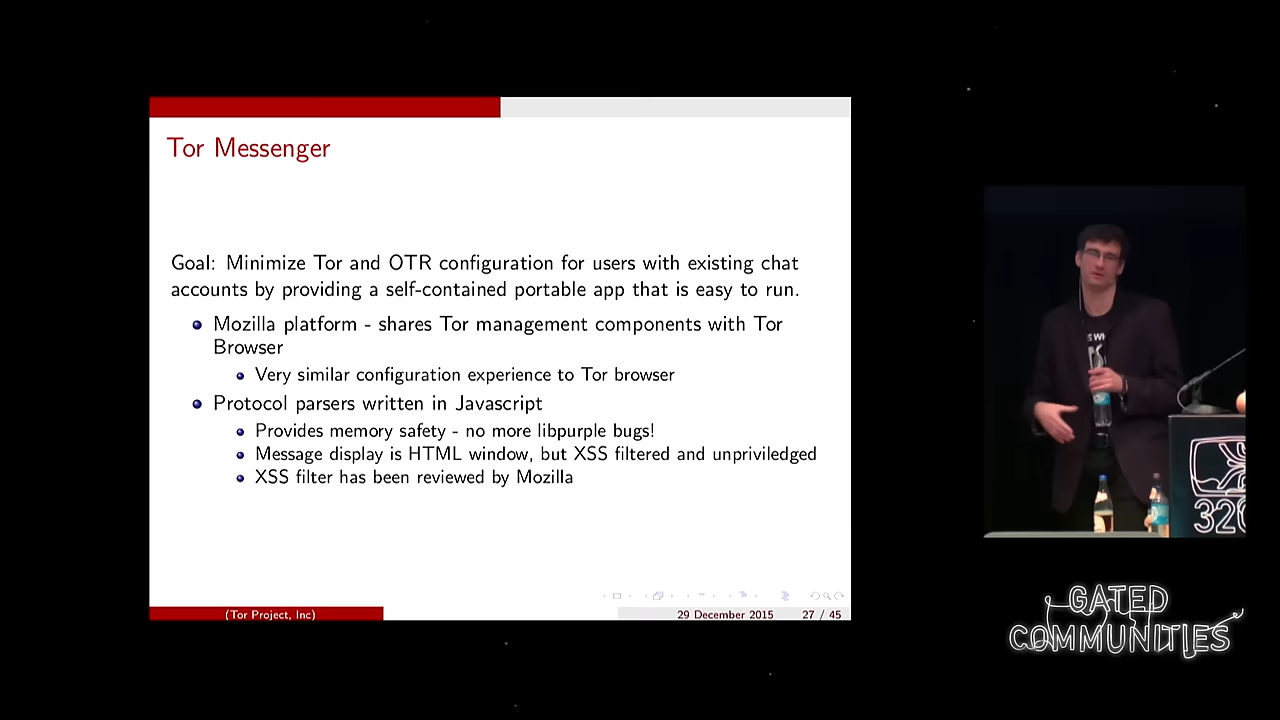 Tor Messenger
Goal: Minimize Tor and OTR configuration for users with existing chat
accounts by providing a self-contained portable app that is easy to run.
Mozilla platform - shares Tor management components with Tor
Browser
Very similar configuration experience to Tor browser
Protocol parsers written in Javascript
Provides memory safety - no more libpurple bugs!
Message display is HTML window, but XSS filtered and unpriviledged
XSS filter has been reviewed by Mozilla
(Tor Project, Inc)
29 December 2015
27 / 45
GATED
COMMUNITIES